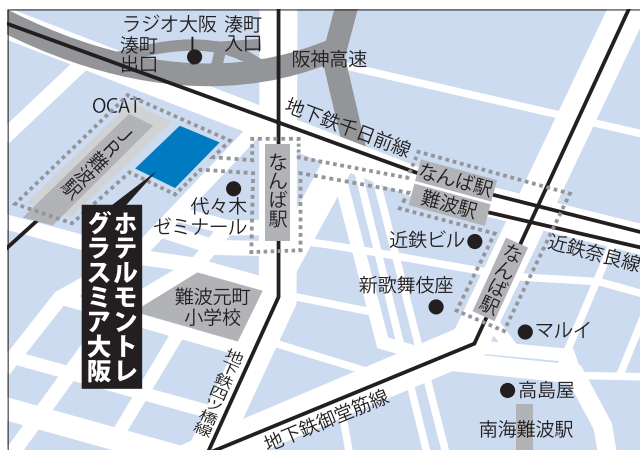 ラジオ大阪
湊町
入口
湊町
出口
阪神高速
OCAT
JR難波駅
地下鉄千日前線
なんば駅
なんば駅
難波駅
代々木
ゼミナール
近鉄ビル
なんば駅
近鉄奈良線
ホテルモントレ
グラスミア大阪
難波元町
小学校
新歌舞伎座
マルイ
地下鉄四ツ橋線
地下鉄御堂筋線
高島屋
南海難波駅